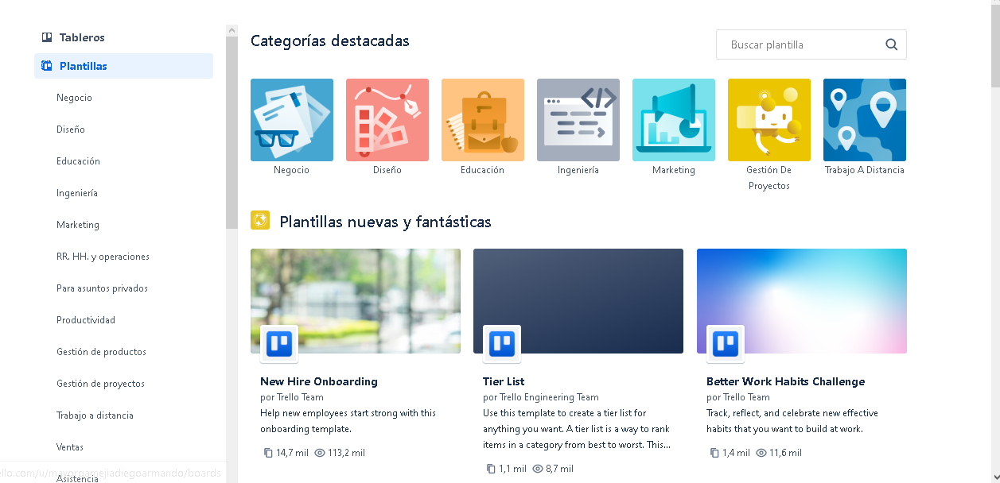 Tableros
Plantillas
Negocio
Diseño
Educación
Ingeniería
Marketing
RR. HH. y operaciones
Para asuntos privados
Productividad
Gestión de productos
Gestión de proyectos
Trabajo a distancia
Ventas
Asistencia
ello.com/u/mayorgamejiadiegoarmando/boards
Categorías destacadas
Buscar plantilla
Negocio
Diseño
Educación
Ingeniería
Marketing
Gestión De
Proyectos
Trabajo A Distancia
Plantillas nuevas y fantásticas
New Hire Onboarding
por Trello Team
Help new employees start strong with this
onboarding template.
14,7 mil 113,2 mil
Tier List
por Trello Engineering Team
Use this template to create a tier list for
anything you want. A tier list is a way to rank
items in a category from best to worst. This...
1,1 mil 8,7 mil
Better Work Habits Challenge
por Trello Team
Track, reflect, and celebrate new effective
habits that you want to build at work.
1,4 mil 11,6 mil